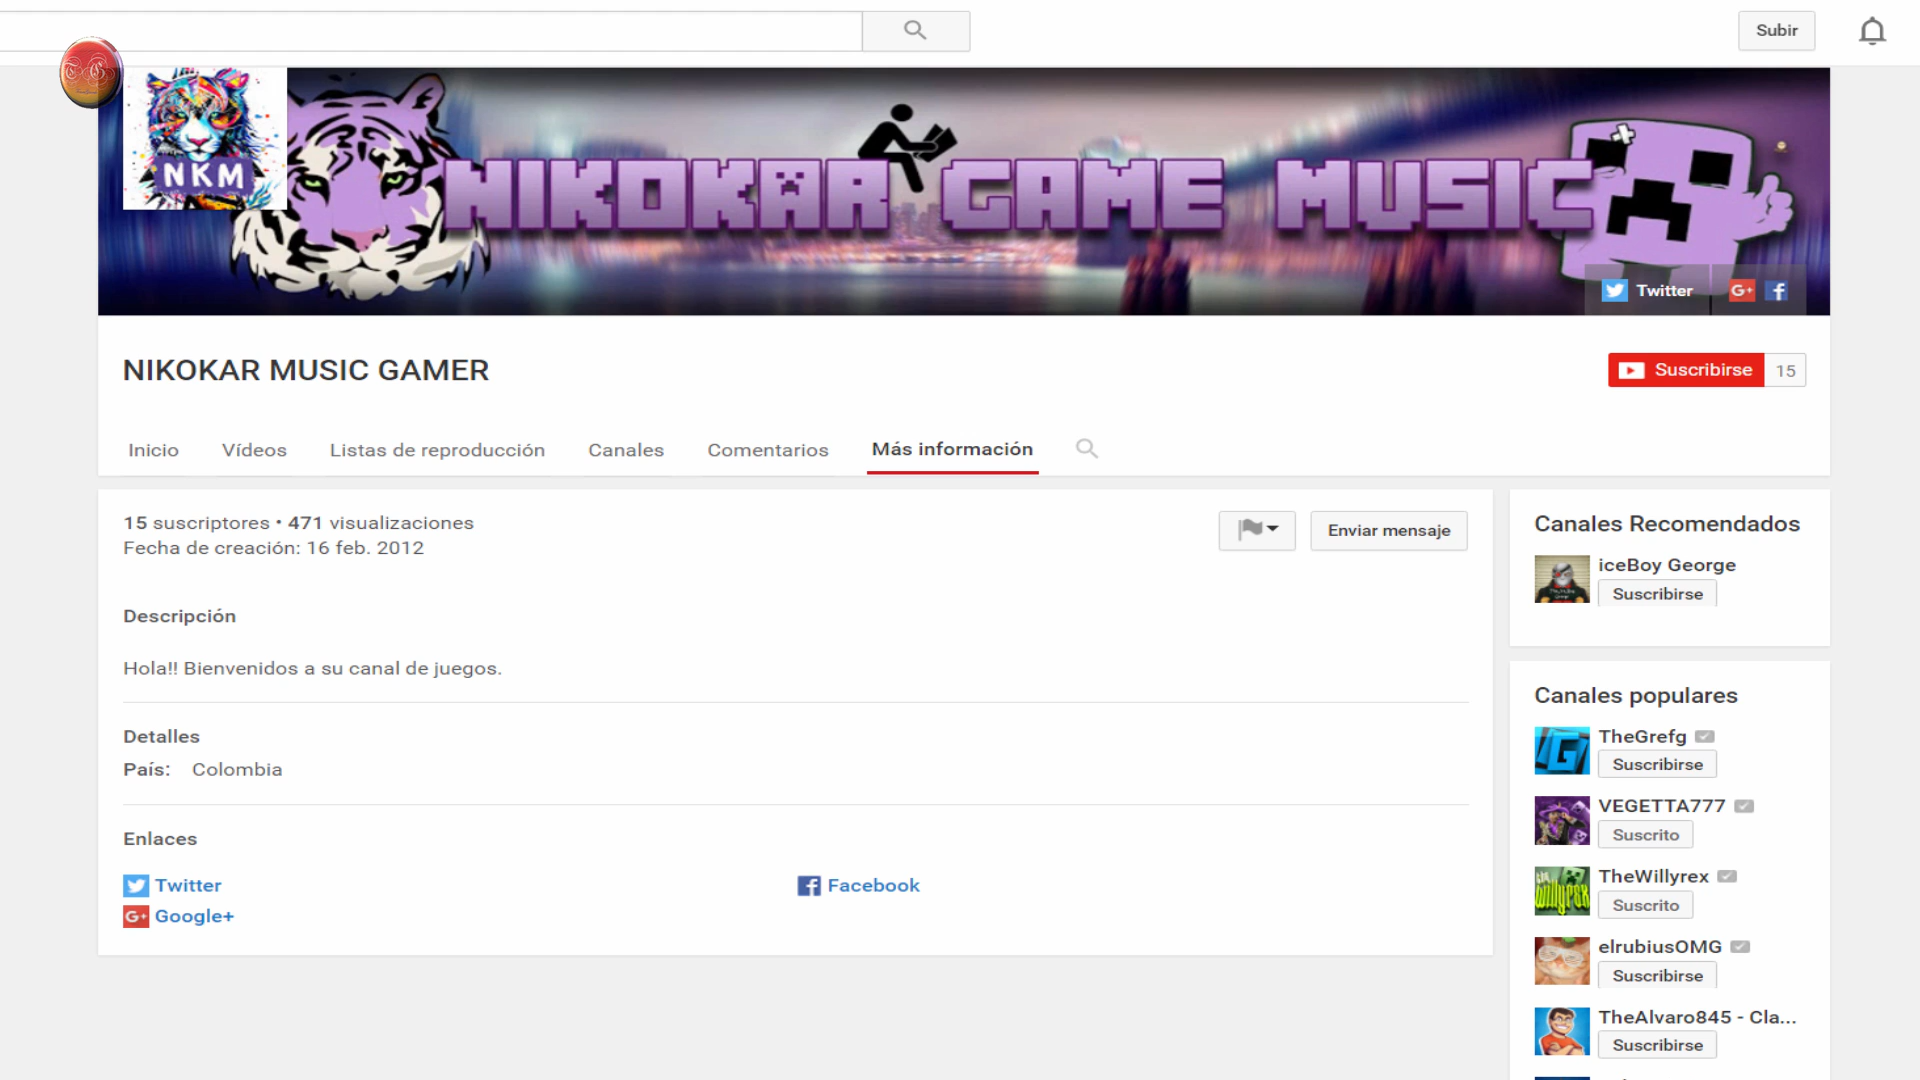 Subir
NKM
NIKOKAR GAME MUSIC
Twitter
NIKOKAR MUSIC GAMER
Suscribirse 15
Inicio Vídeos Listas de reproducción Canales Comentarios Más información
15 suscriptores • 471 visualizaciones
Fecha de creación: 16 feb. 2012
Enviar mensaje
Descripción
Hola!! Bienvenidos a su canal de juegos.
Detalles
País: Colombia
Enlaces
Twitter
Facebook
Google+
Canales Recomendados
iceBoy George
Suscribirse
Canales populares
TheGrefg
Suscribirse
VEGETTA777
Suscrito
TheWillyrex
Suscrito
elrubiusOMG
Suscribirse
TheAlvaro845 - Cla...
Suscribirse